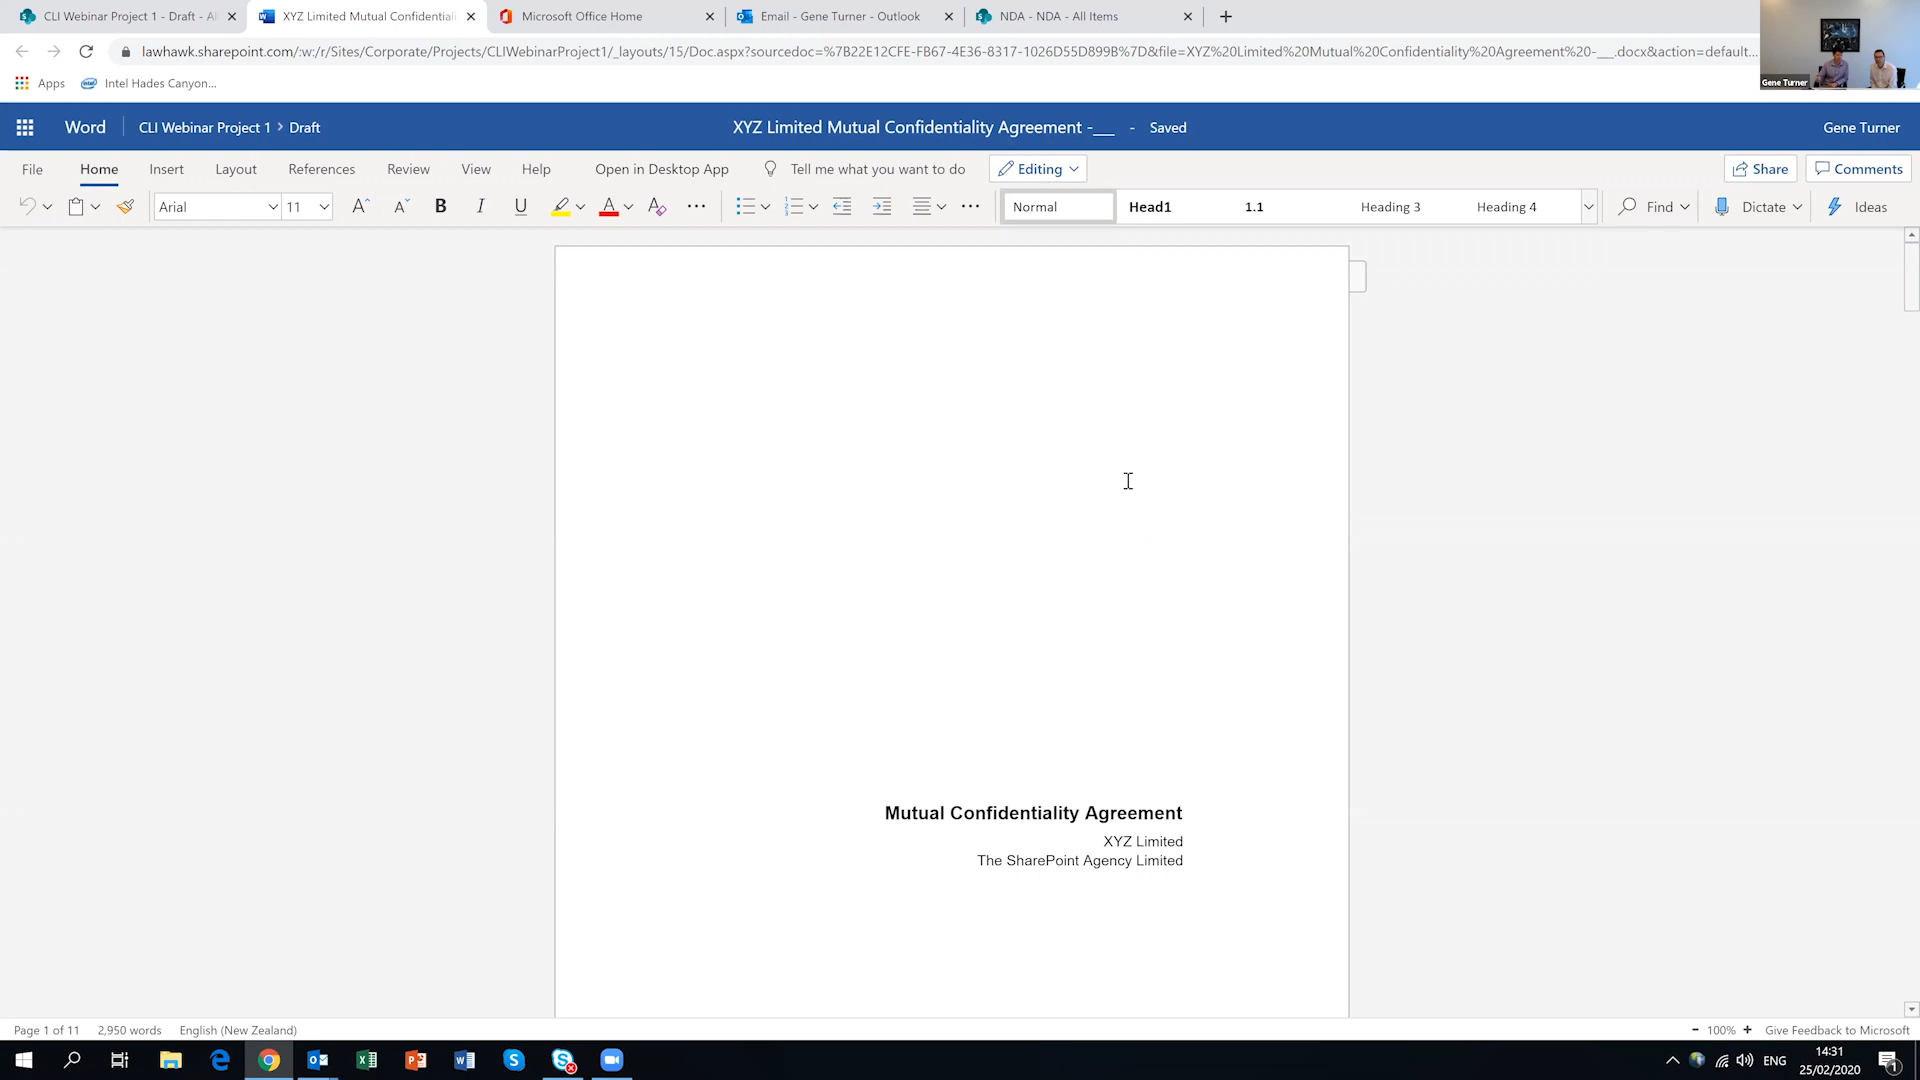 CLI Webinar Project 1 - Draft - Al
XYZ Limited Mutual Confidentiali
Microsoft Office Home
Email - Gene Turner - Outlook
NDA - NDA - All Items
lawhawk.sharepoint.com/:w:/r/Sites/Corporate/Projects/CLIWebinarProject1/_layouts/15/Doc.aspx?sourcedoc=%7B22E12CFE-FB67-4E36-8317-1026D55D899B%7D&file=XYZ%20Limited%20Mutual%20Confidentiality%20Agreement%20-___.docx&action=default...
Gene Turner
Apps
Intel Hades Canyon...
Word
CLI Webinar Project 1 > Draft
XYZ Limited Mutual Confidentiality Agreement -___ - Saved
Gene Turner
File Home Insert Layout References Review View Help Open in Desktop App Tell me what you want to do Editing Share Comments
Arial 11 B I U A Normal Head1 1.1 Heading 3 Heading 4 Find Dictate Ideas
Mutual Confidentiality Agreement
XYZ Limited
The SharePoint Agency Limited
Page 1 of 11 2,950 words English (New Zealand) - 100% + Give Feedback to Microsoft
ENG
14:31
25/02/2020
1